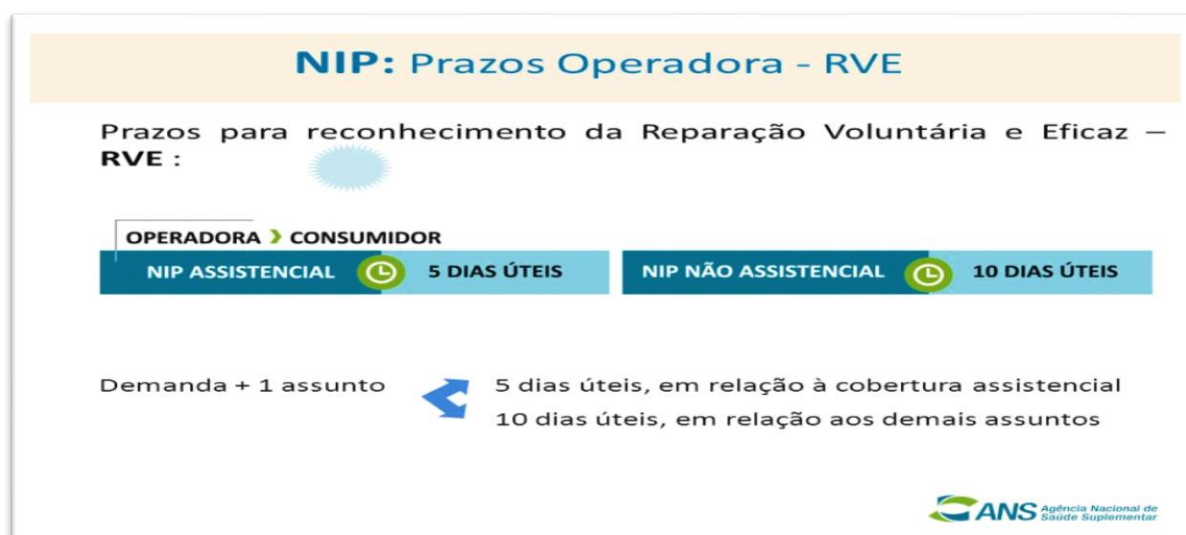 NIP: Prazos Operadora - RVE
Prazos para reconhecimento da Reparação Voluntária e Eficaz –
RVE :
OPERADORA › CONSUMIDOR
NIP ASSISTENCIAL 5 DIAS ÚTEIS NIP NÃO ASSISTENCIAL 10 DIAS ÚTEIS
Demanda + 1 assunto 5 dias úteis, em relação à cobertura assistencial
10 dias úteis, em relação aos demais assuntos
ANS Agência Nacional de
Saúde Suplementar